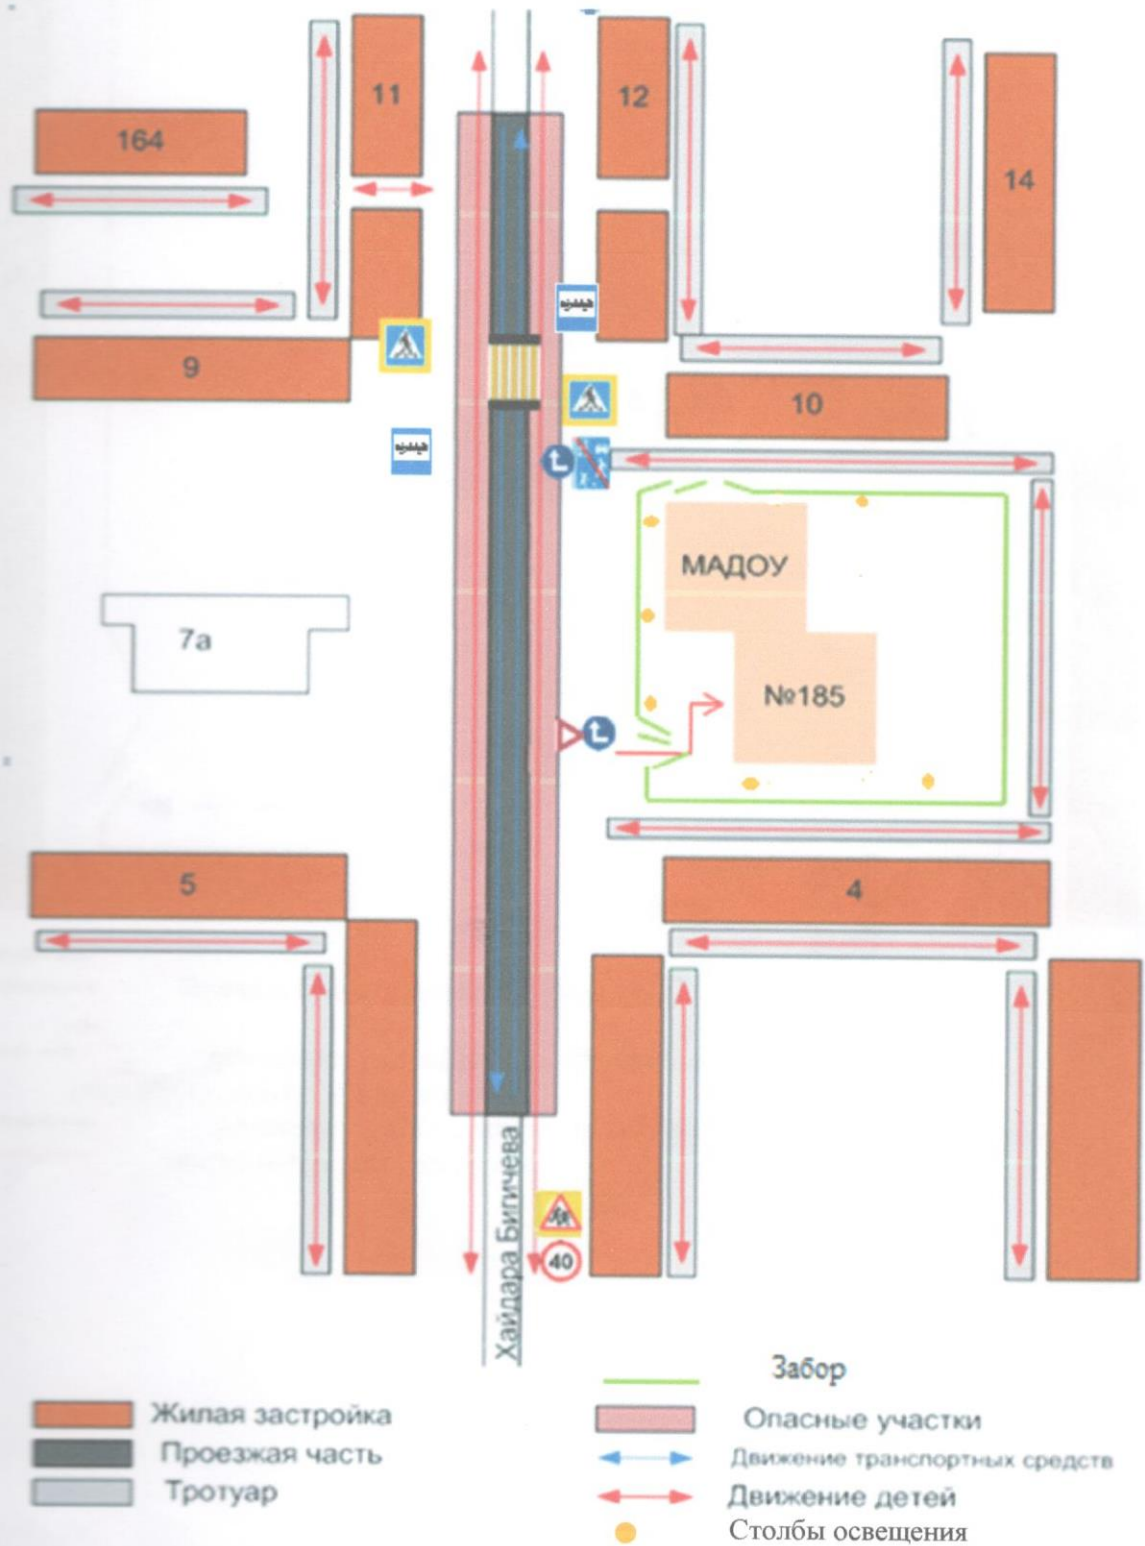 11
12
164
14
9
10
МАДОУ
7а
№185
5
4
Хайдара Бигичева
40
Забор
Жилая застройка
Опасные участки
Проезжая часть
Движение транспортных средств
Тротуар
Движение детей
Столбы освещения